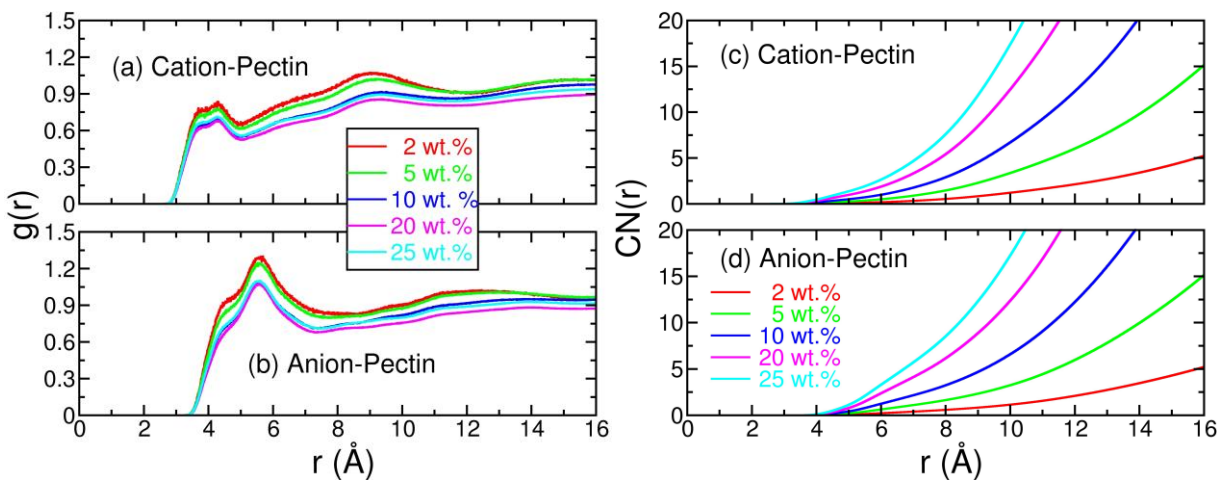 1.5
(a) Cation-Pectin
1.2
0.9
0.6
0.3
0
g(r)
2 wt.%
5 wt.%
10 wt. %
20 wt.%
25 wt.%
1.5
1.2
0.9
0.6
0.3
0
(b) Anion-Pectin
0 2 4 6 8 10 12 14 16
r (Å)
20
(c)
Cation-Pectin
15
10
5
0
CN(r)
20
(d) Anion-Pectin
15
10
5
0
2 wt.%
5 wt.%
10 wt.%
20 wt.%
25 wt.%
0 2 4 6 8 10 12 14 16
r (Å)